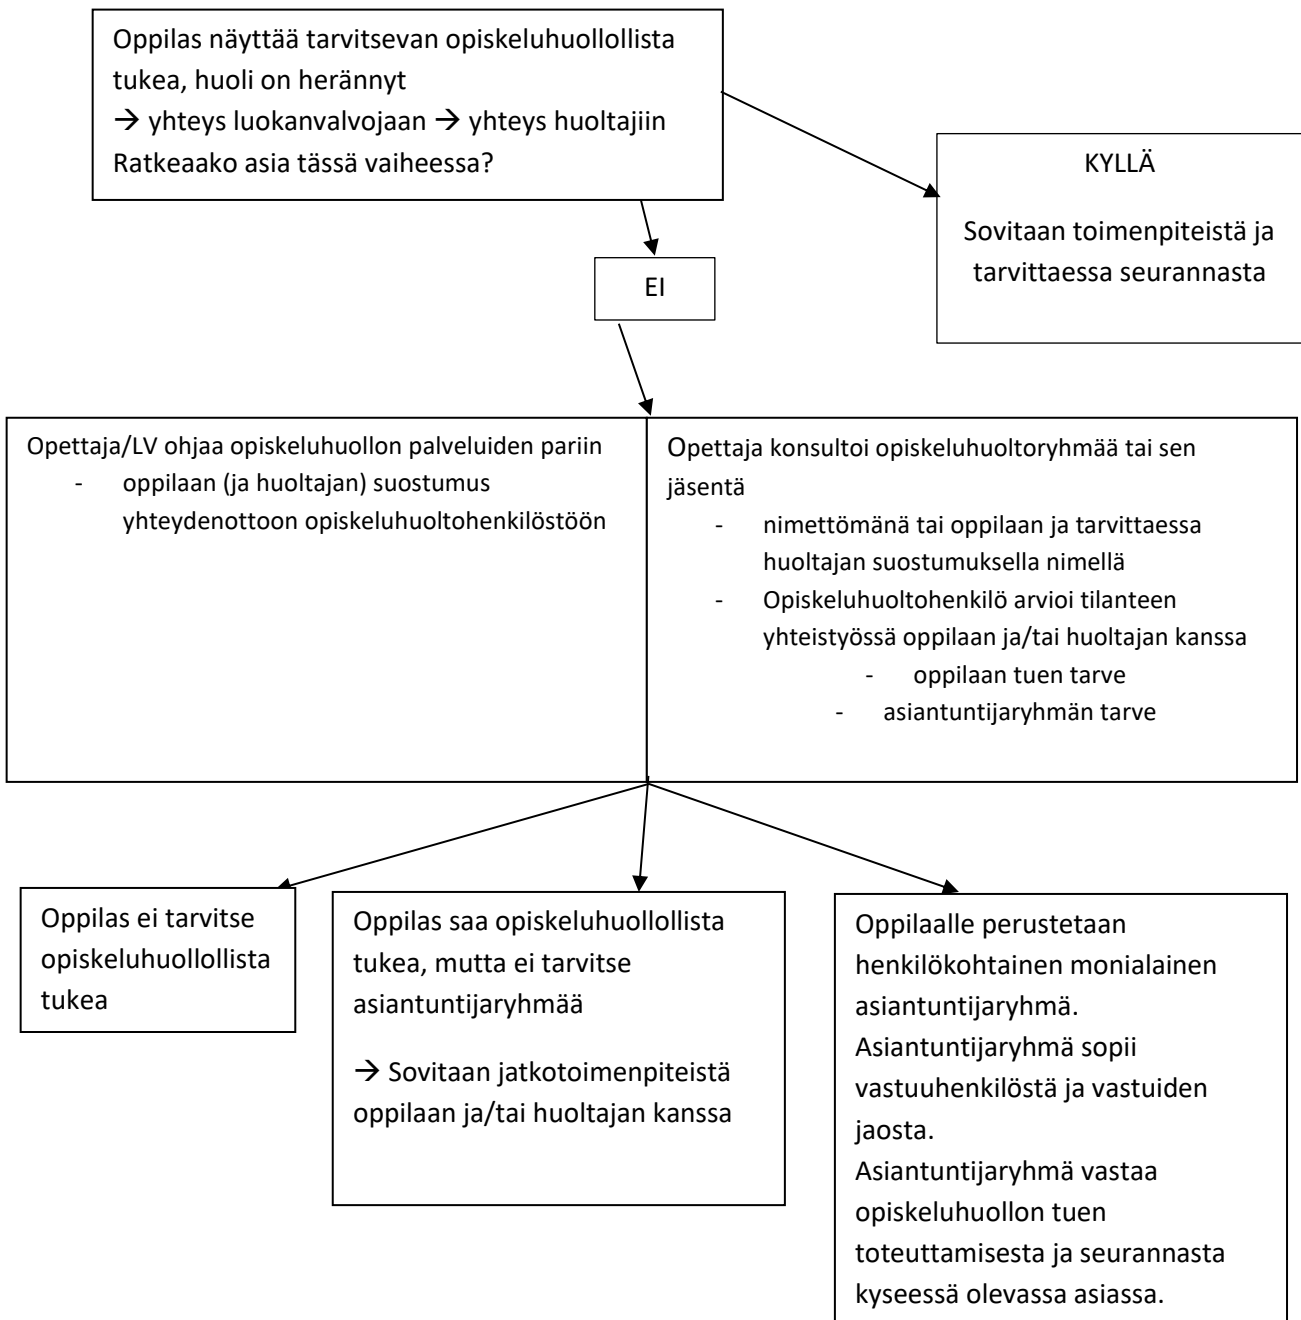 Oppilas näyttää tarvitsevan opiskeluhuollollista
tukea, huoli on herännyt
→ yhteys luokanvalvojaan → yhteys huoltajiin
Ratkeaako asia tässä vaiheessa?
KYLLÄ
Sovitaan toimenpiteistä ja
tarvittaessa seurannasta
EI
Opettaja/LV ohjaa opiskeluhuollon palveluiden pariin
- oppilaan (ja huoltajan) suostumus
yhteydenottoon opiskeluhuoltohenkilöstöön
Opettaja konsultoi opiskeluhuoltoryhmää tai sen
jäsentä
- nimettömänä tai oppilaan ja tarvittaessa
huoltajan suostumuksella nimellä
- Opiskeluhuoltohenkilö arvioi tilanteen
yhteistyössä oppilaan ja/tai huoltajan kanssa
- oppilaan tuen tarve
- asiantuntijaryhmän tarve
Oppilas ei tarvitse
opiskeluhuollollista
tukea
Oppilas saa opiskeluhuollollista
tukea, mutta ei tarvitse
asiantuntijaryhmää
→ Sovitaan jatkotoimenpiteistä
oppilaan ja/tai huoltajan kanssa
Oppilaalle perustetaan
henkilökohtainen monialainen
asiantuntijaryhmä.
Asiantuntijaryhmä sopii
vastuuhenkilöstä ja vastuiden
jaosta.
Asiantuntijaryhmä vastaa
opiskeluhuollon tuen
toteuttamisesta ja seurannasta
kyseessä olevassa asiassa.